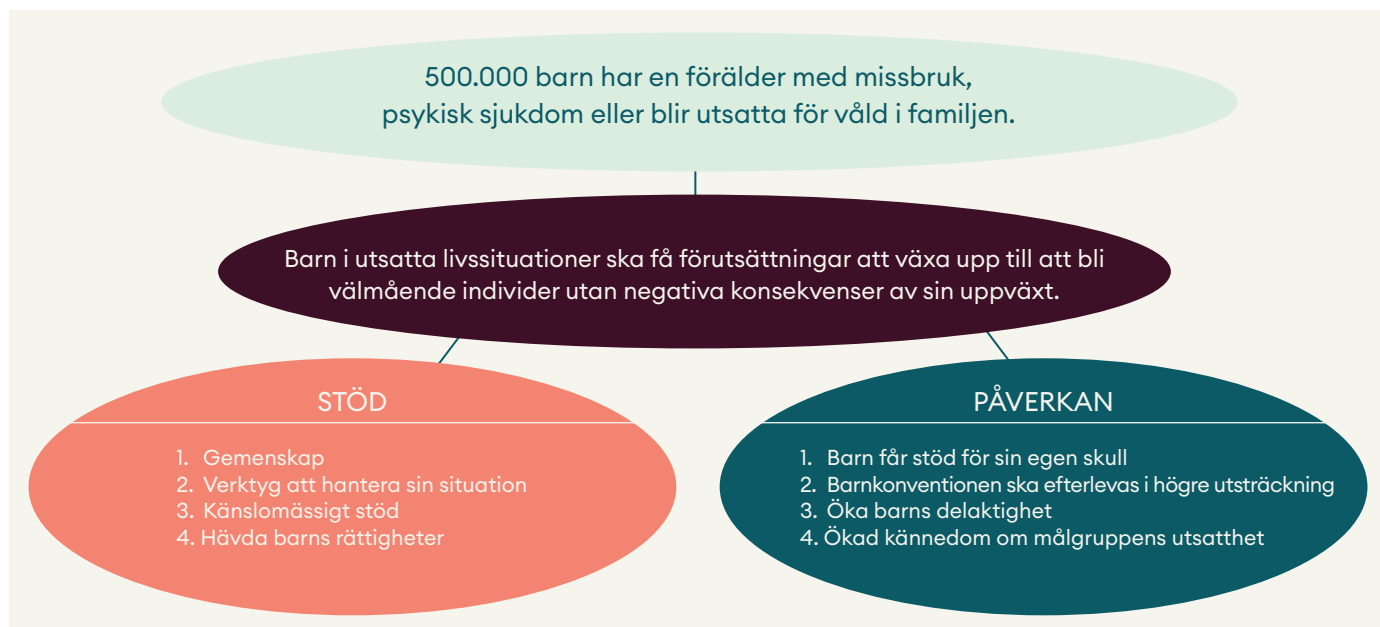 500.000 barn har en förälder med missbruk,
psykisk sjukdom eller blir utsatta för våld i familjen.
Barn i utsatta livssituationer ska få förutsättningar att växa upp till att bli
välmående individer utan negativa konsekvenser av sin uppväxt.
STÖD
1. Gemenskap
2. Verktyg att hantera sin situation
3. Känslomässigt stöd
4. Hävda barns rättigheter
PÅVERKAN
1. Barn får stöd för sin egen skull
2. Barnkonventionen ska efterlevas i högre utsträckning
3. Öka barns delaktighet
4. Ökad kännedom om målgruppens utsatthet